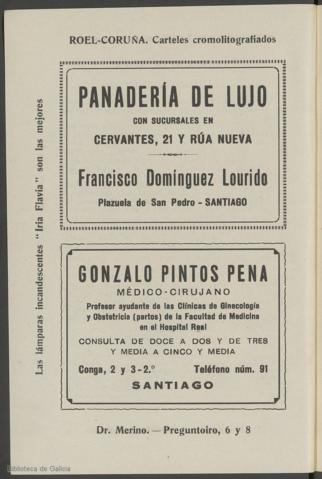 ROEL-CORUÑA. Carteles cromolitografiados
Las lámparas incandescentes "Iria Flavia" son las mejores
PANADERÍA DE LUJO
CON SUCURSALES EN
CERVANTES, 21 Y RÚA NUEVA
Francisco Domínguez Lourido
Plazuela de San Pedro - SANTIAGO
GONZALO PINTOS PENA
MÉDICO-CIRUJANO
Profesor ayudante de las Clínicas de Ginecología
y Obstetricia (partos) de la Facultad de Medicina
en el Hospital Real
CONSULTA DE DOCE A DOS Y DE TRES
Y MEDIA A CINCO Y MEDIA
Conga, 2 y 3-2.º Teléfono núm. 91
SANTIAGO
Dr. Merino. — Preguntoiro, 6 y 8
Biblioteca de Galicia